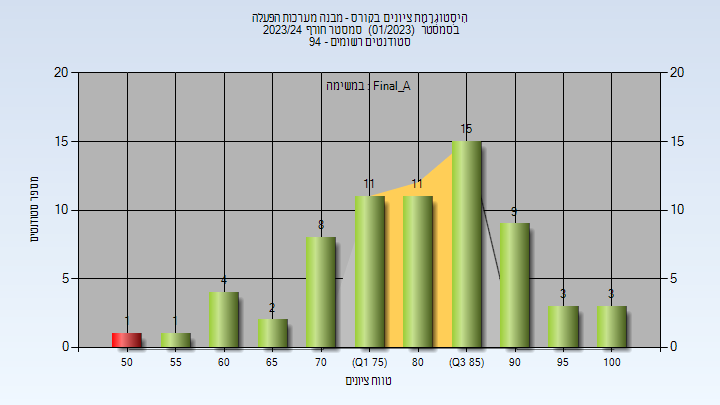 היסטוגרמת ציונים בקורס - מבנה מערכות הפעלה
בסמסטר (01/2023) סמסטר חורף 2023/24
סטודנטים רשומים - 94
במשימה : Final_A
20 20
15 15
10 10
5 5
0 0
1 1 4 2 8 11 11 15 9 3 3
50 55 60 65 70 (Q1 75) 80 (Q3 85) 90 95 100
מספר סטודנטים
טווח ציונים